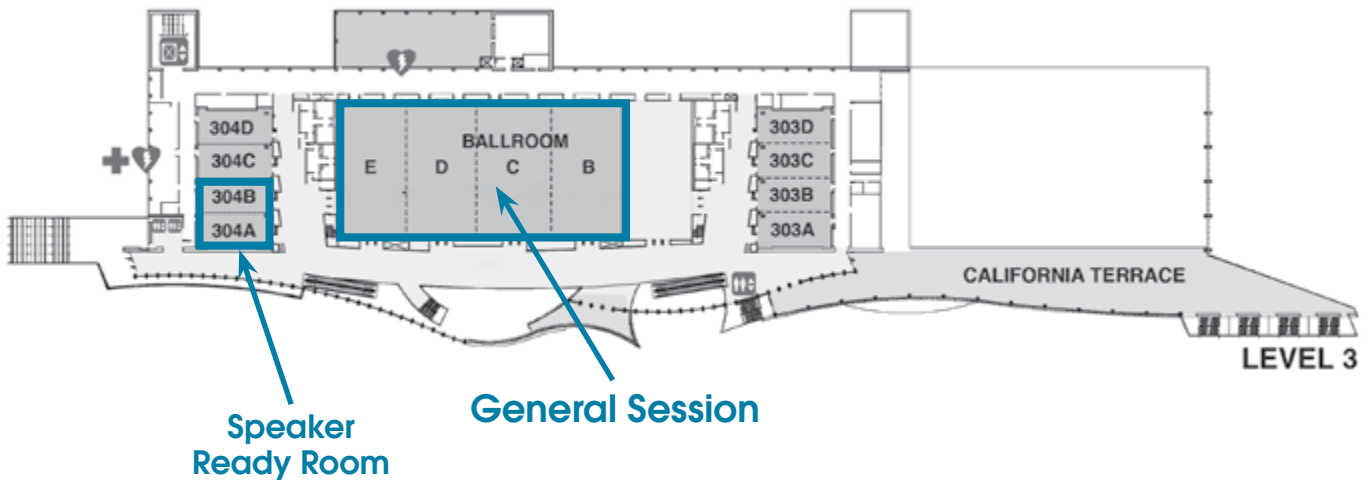 304D
304C
304B
304A
BALLROOM
E D C B
303D
303C
303B
303A
CALIFORNIA TERRACE
LEVEL 3
General Session
Speaker
Ready Room